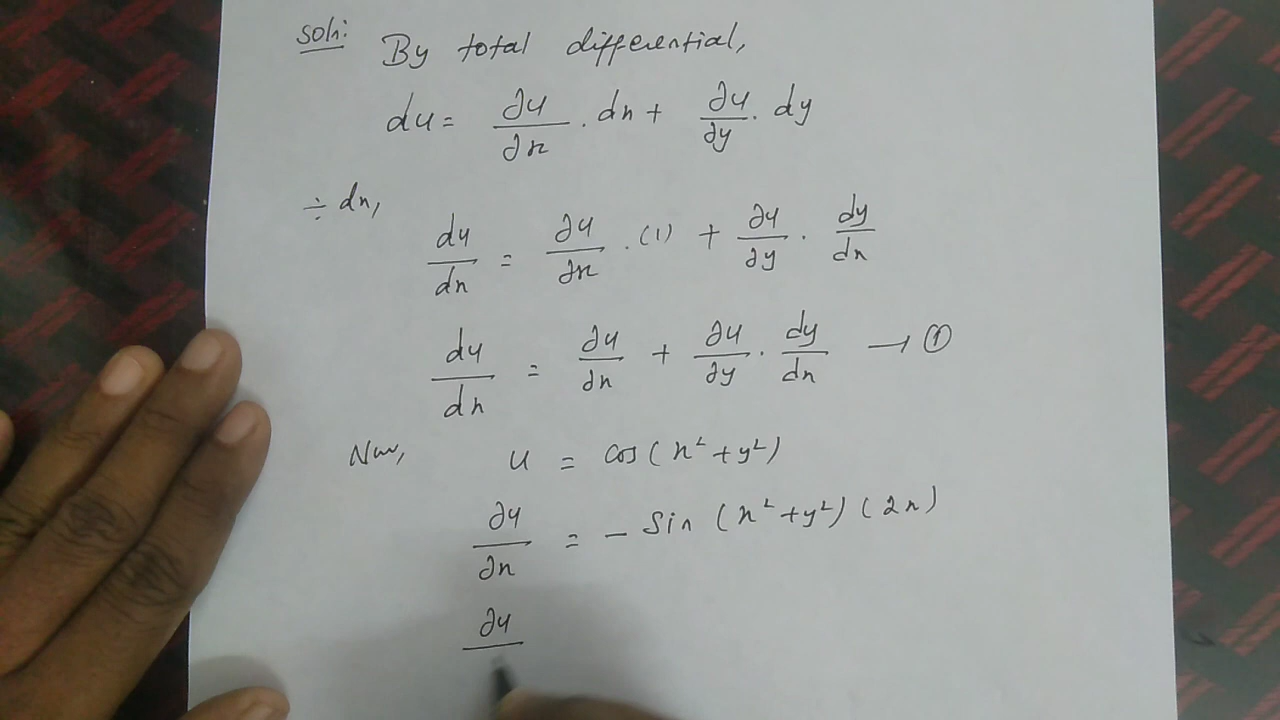 Soln: By total differential,
du = ∂u/∂x . dx + ∂u/∂y . dy
÷ dx,
du/dx = ∂u/∂x . (1) + ∂u/∂y . dy/dx
du/dx = ∂u/∂x + ∂u/∂y . dy/dx → ①
Now, u = cos(x²+y²)
∂u/∂x = - Sin (x²+y²) (2x)
∂u